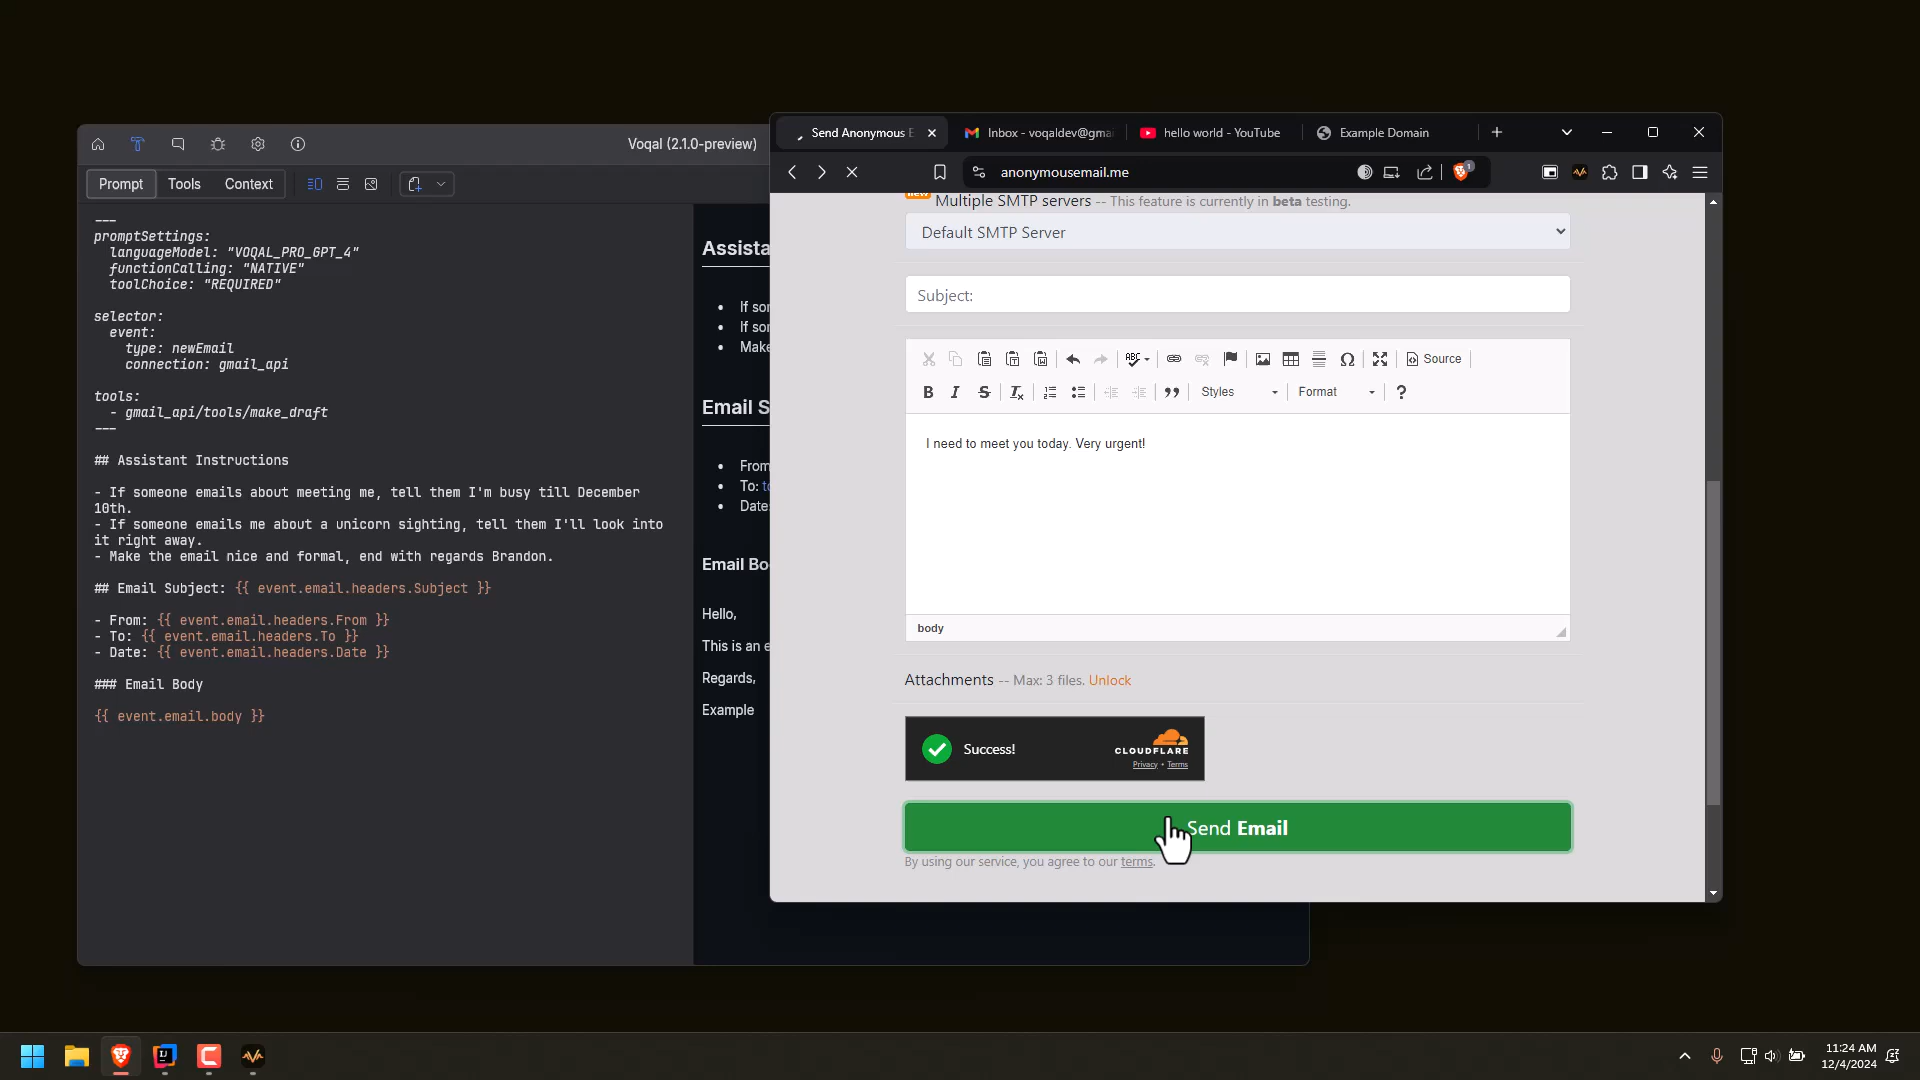 Voqal (2.1.0-preview)
Prompt
Tools
Context
---
promptSettings:
languageModel: "VOQAL_PRO_GPT_4"
functionCalling: "NATIVE"
toolChoice: "REQUIRED"
selector:
event:
type: newEmail
connection: gmail_api
tools:
- gmail_api/tools/make_draft
---
## Assistant Instructions
- If someone emails about meeting me, tell them I'm busy till December
10th.
- If someone emails me about a unicorn sighting, tell them I'll look into
it right away.
- Make the email nice and formal, end with regards Brandon.
## Email Subject: {{ event.email.headers.Subject }}
- From: {{ event.email.headers.From }}
- To: {{ event.email.headers.To }}
- Date: {{ event.email.headers.Date }}
### Email Body
{{ event.email.body }}
Assista
If so
If so
Make
Email S
From
To: t
Date
Email Bo
Hello,
This is an e
Regards,
Example
Send Anonymous E
Inbox - voqaldev@gma
hello world - YouTube
Example Domain
anonymousemail.me
1
Multiple SMTP servers -- This feature is currently in beta testing.
Default SMTP Server
Subject:
ABC
Source
B I S Tx
Styles
Format
?
I need to meet you today. Very urgent!
body
Attachments -- Max: 3 files. Unlock
Success!
CLOUDFLARE
Privacy • Terms
Send Email
By using our service, you agree to our terms.
11:24 AM
12/4/2024